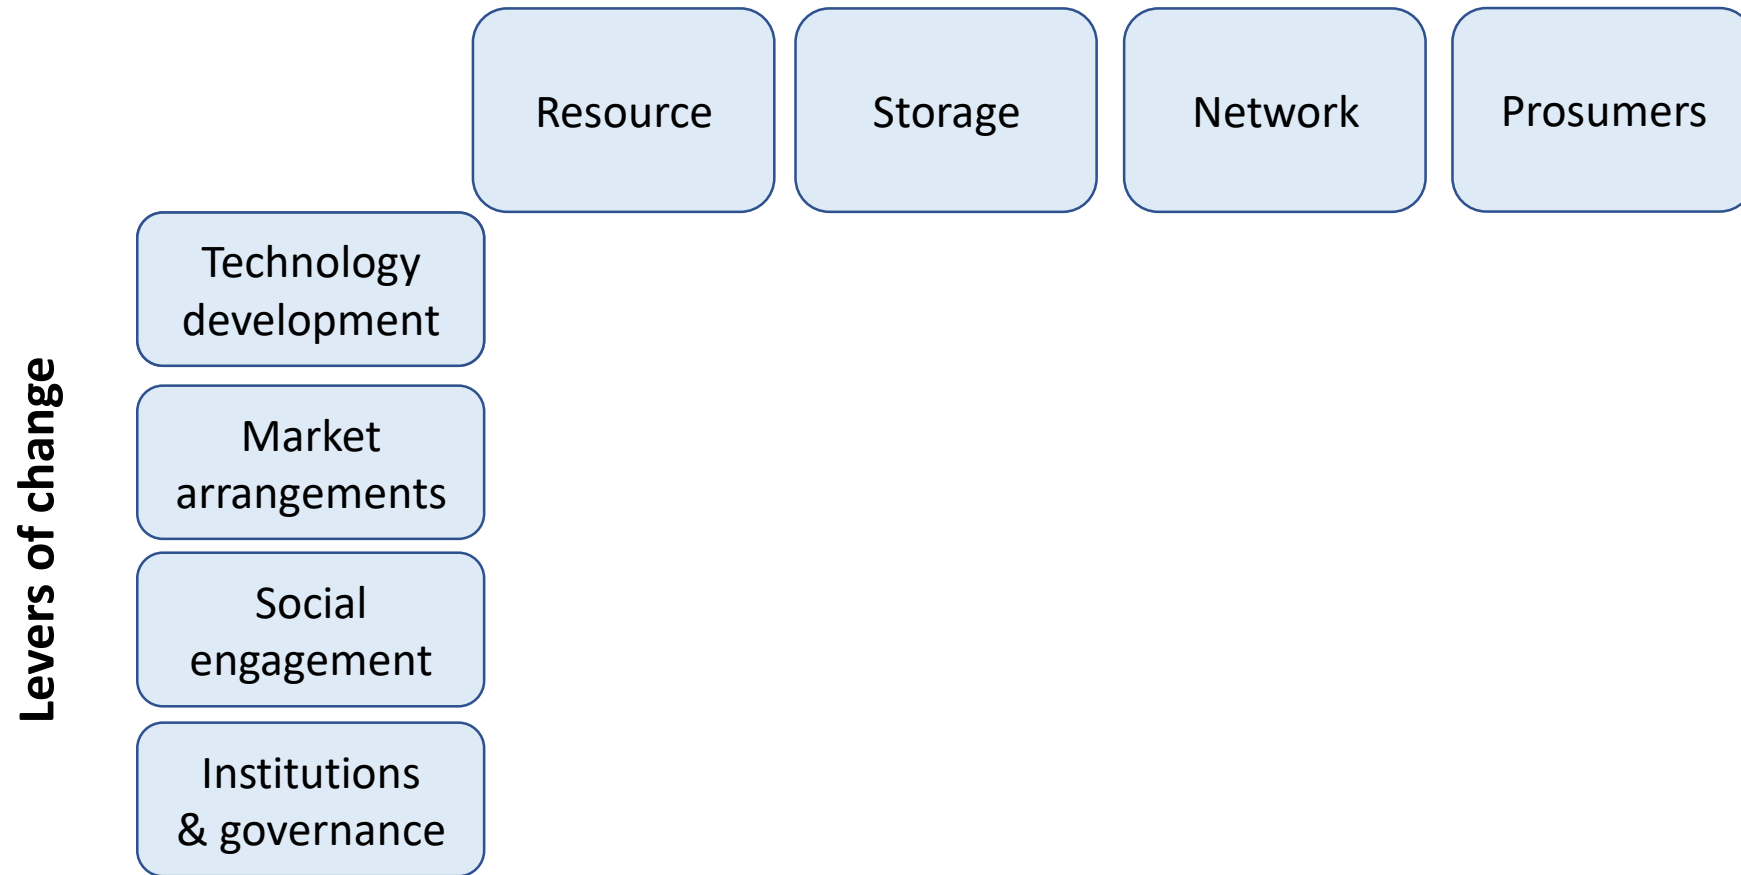 Resource
Storage
Network
Prosumers
Levers of change
Technology
development
Market
arrangements
Social
engagement
Institutions
& governance